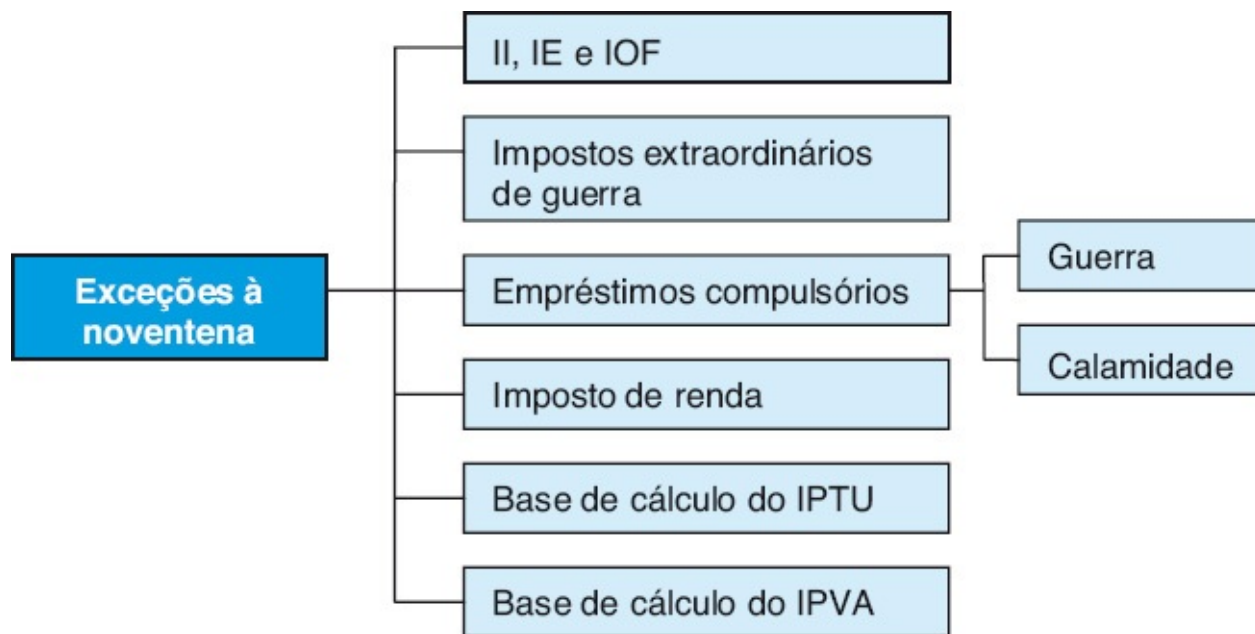 Exceções à
noventena
II, IE e IOF
Impostos extraordinários
de guerra
Empréstimos compulsórios
Guerra
Calamidade
Imposto de renda
Base de cálculo do IPTU
Base de cálculo do IPVA